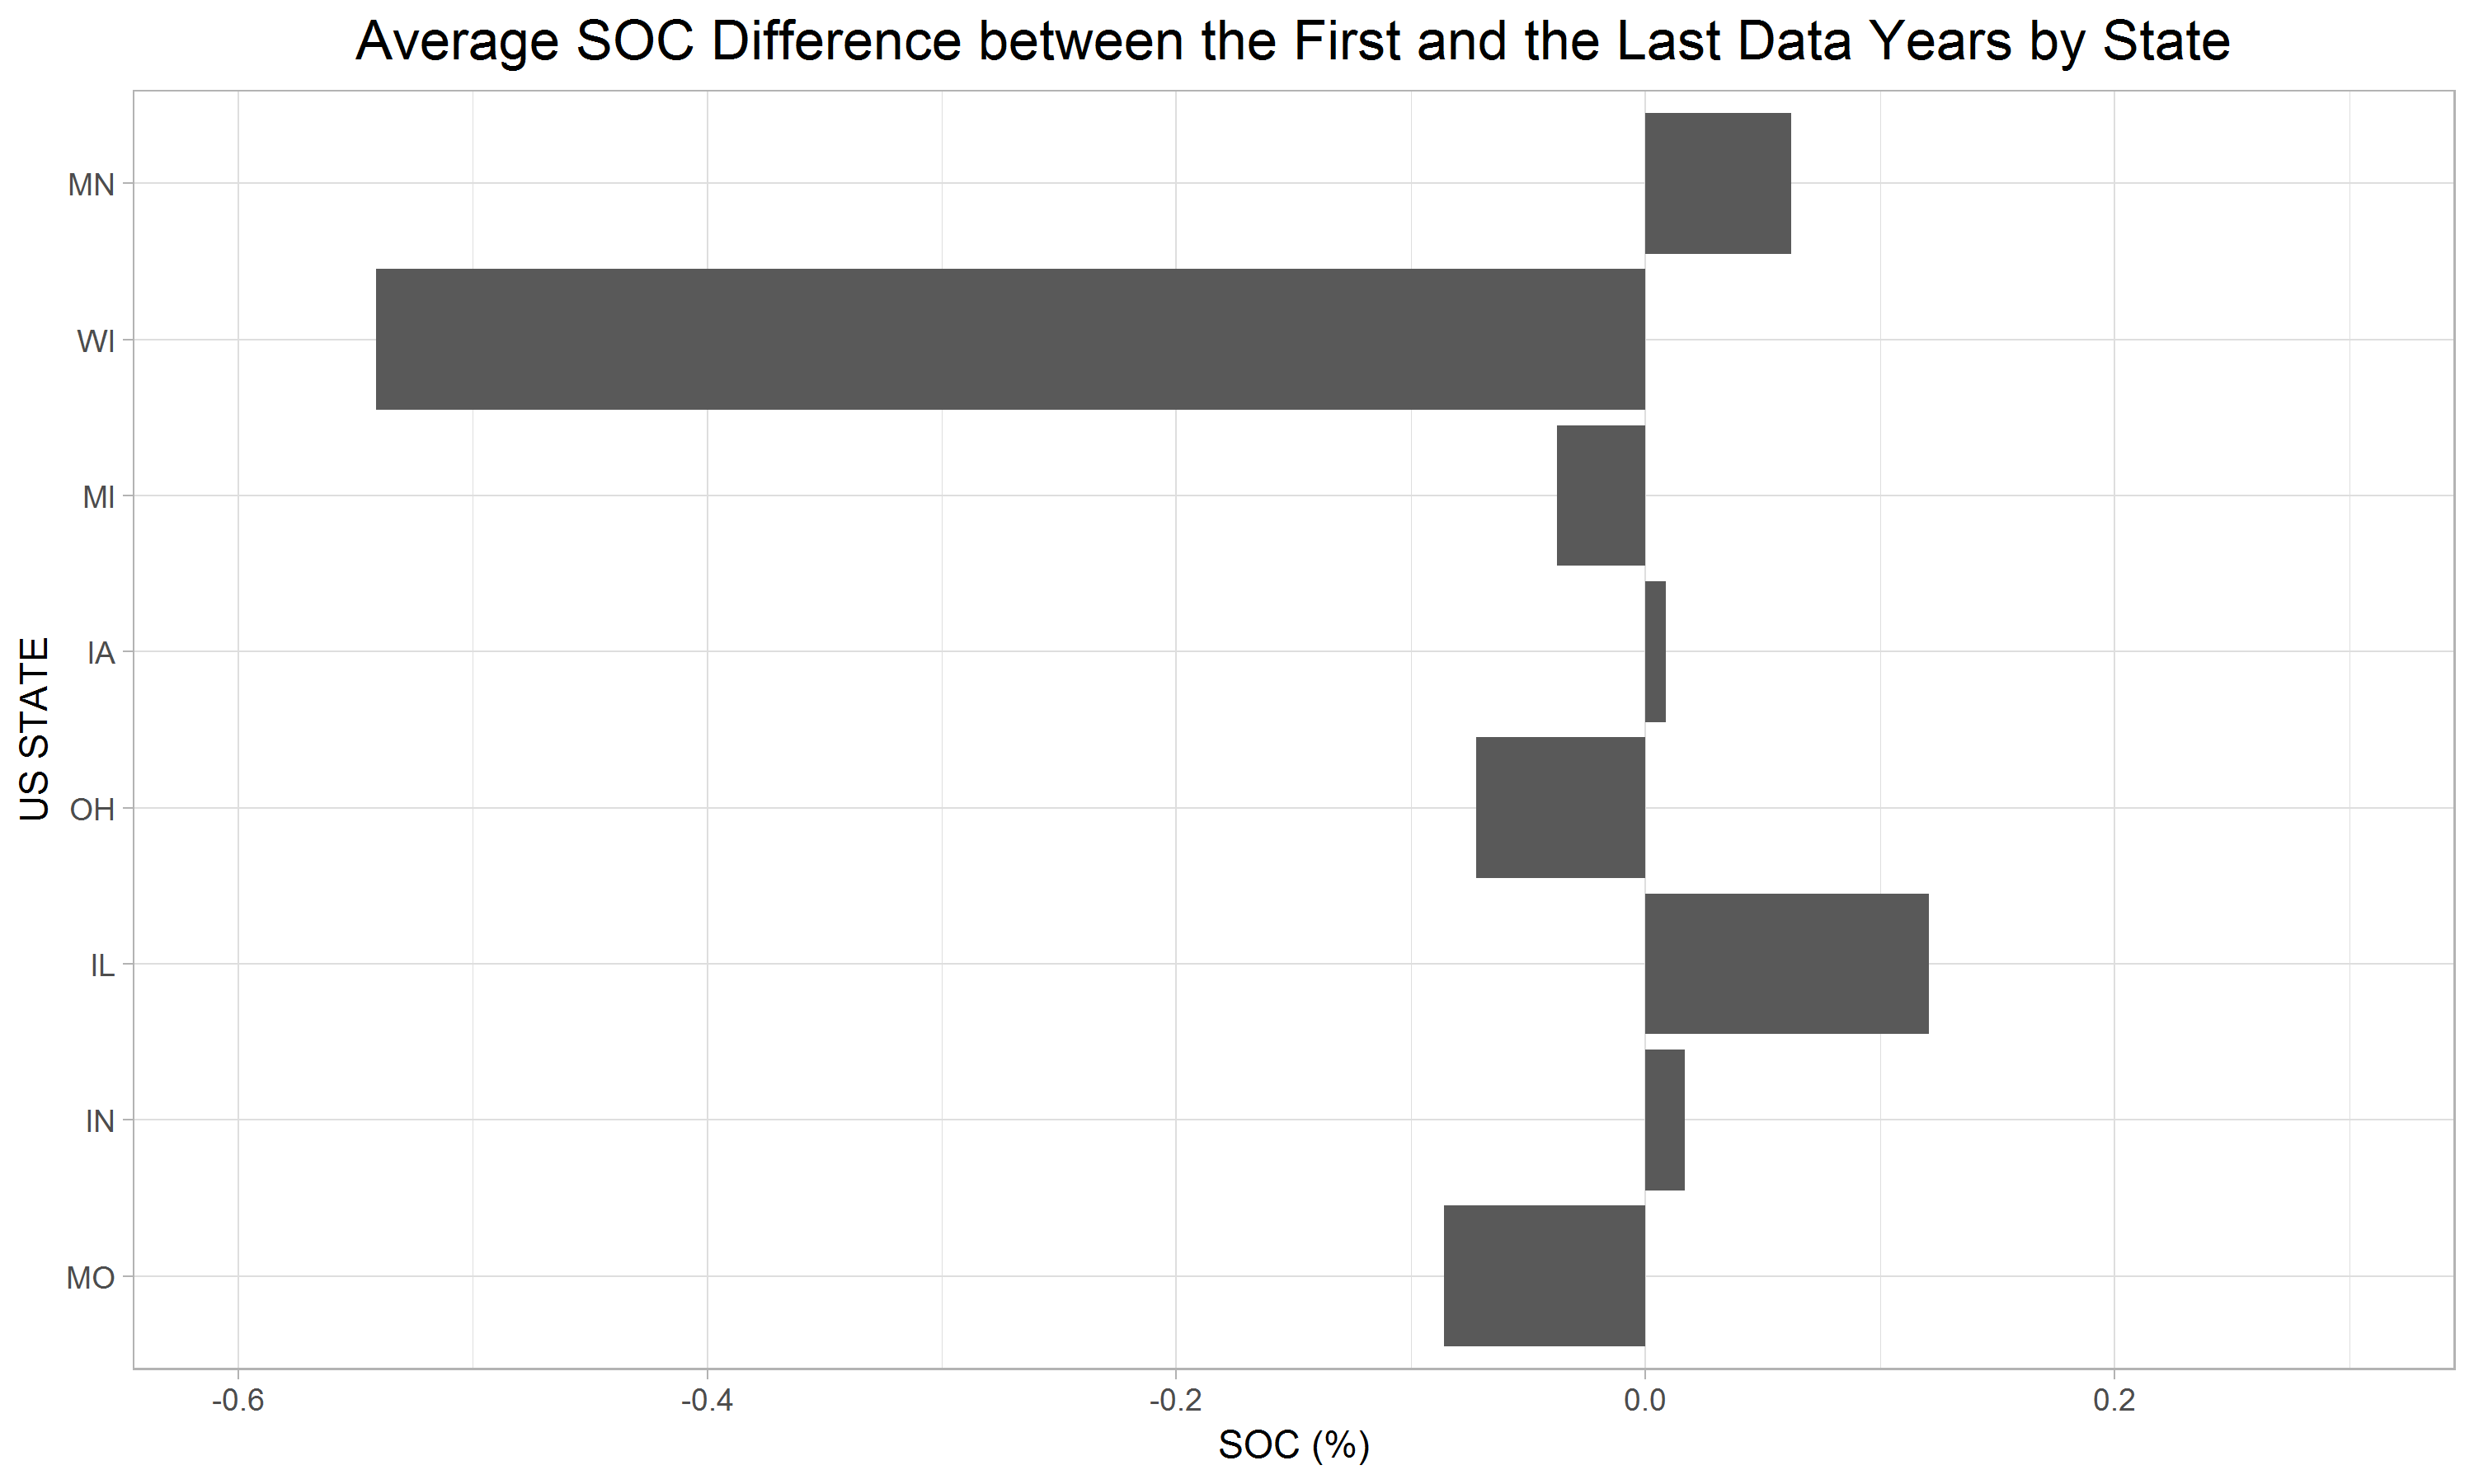 Average SOC Difference between the First and the Last Data Years by State
US STATE
MN
WI
MI
IA
OH
IL
IN
MO
-0.6 -0.4 -0.2 0.0 0.2
SOC (%)